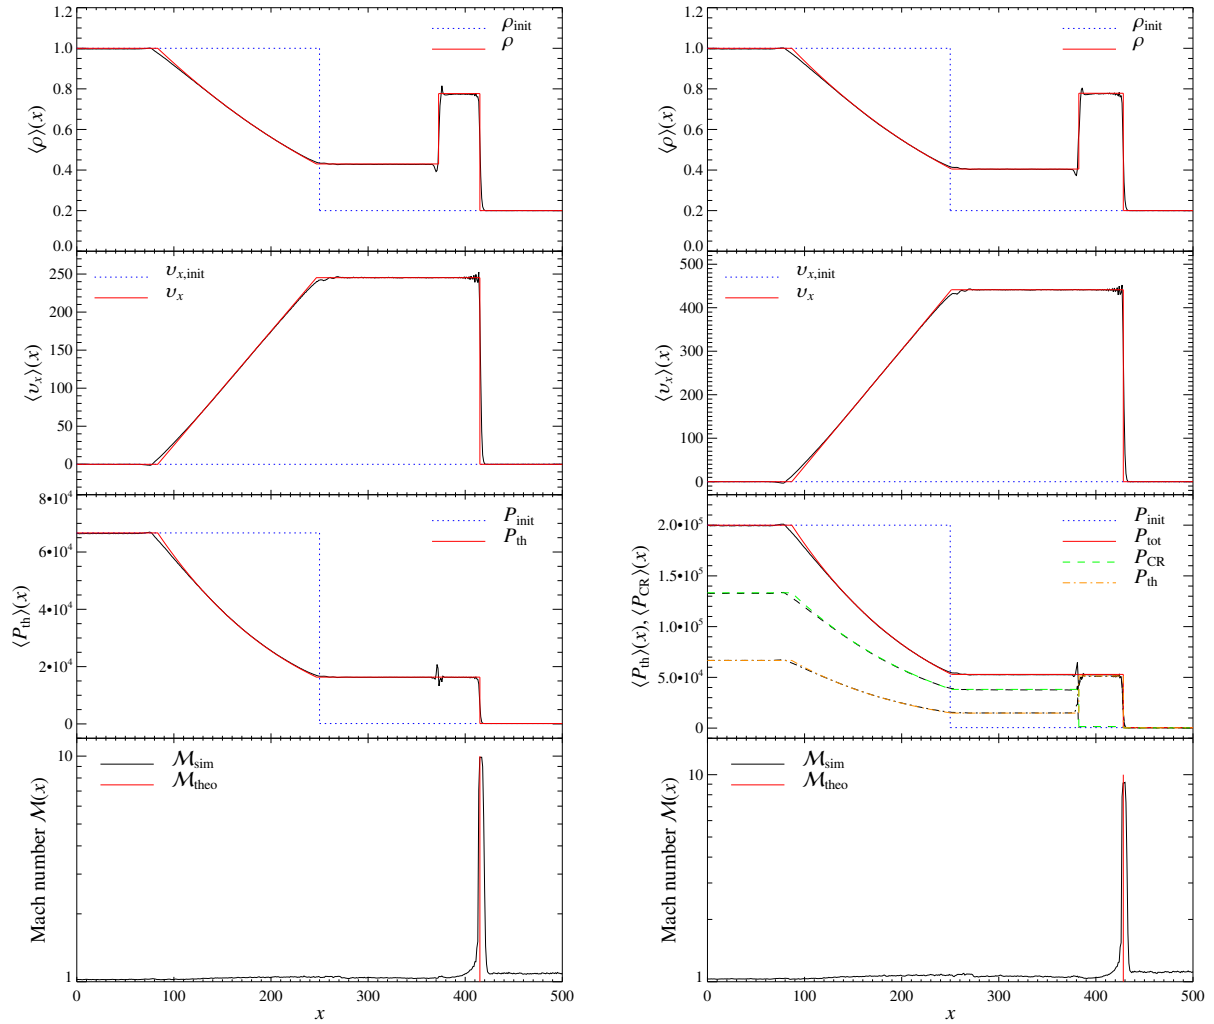 1.2
1.0
0.8
0.6
0.4
0.2
0.0
⟨ρ⟩(x)
ρinit
ρ
250
200
150
100
50
0
⟨υx⟩(x)
υx,init
υx
8•10⁴
6•10⁴
4•10⁴
2•10⁴
0
⟨Pth⟩(x)
Pinit
Pth
10
1
Mach number M(x)
Msim
Mtheo
0 100 200 300 400 500
x
1.2
1.0
0.8
0.6
0.4
0.2
0.0
⟨ρ⟩(x)
ρinit
ρ
500
400
300
200
100
0
⟨υx⟩(x)
υx,init
υx
2.0•10⁵
1.5•10⁵
1.0•10⁵
5.0•10⁴
0
⟨Pth⟩(x), ⟨PCR⟩(x)
Pinit
Ptot
PCR
Pth
10
1
Mach number M(x)
Msim
Mtheo
0 100 200 300 400 500
x